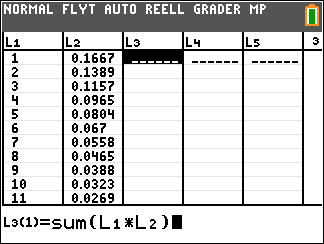 NORMAL FLYT AUTO REELL GRADER MP
L1 L2 L3 L4 L5 3
1 0.1667 ------ ------ ------
2 0.1389
3 0.1157
4 0.0965
5 0.0804
6 0.067
7 0.0558
8 0.0465
9 0.0388
10 0.0323
11 0.0269
L3(1)=sum(L1*L2)